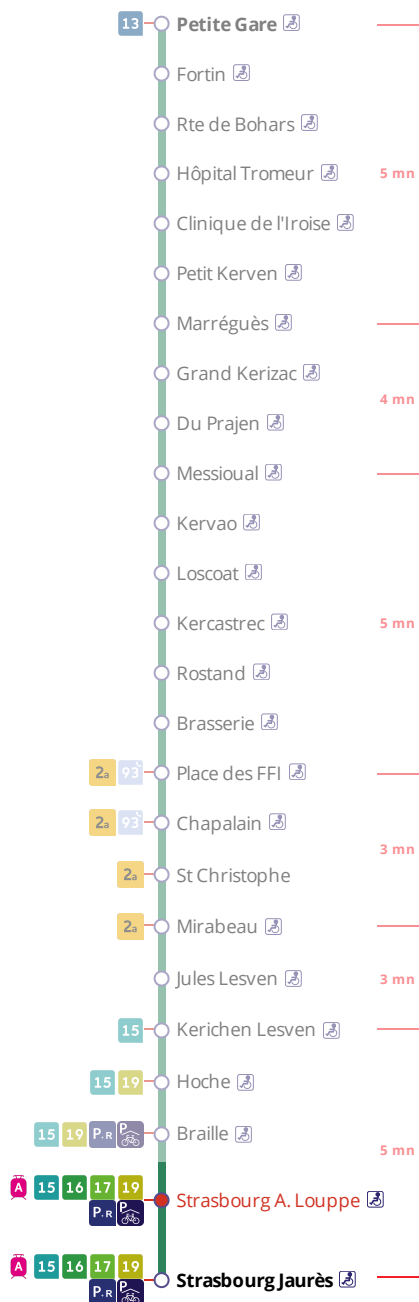 13 Petite Gare
Fortin
Rte de Bohars
Hôpital Tromeur 5 mn
Clinique de l'Iroise
Petit Kerven
Marréguès
Grand Kerizac
4 mn
Du Prajen
Messioual
Kervao
Loscoat
Kercastrec 5 mn
Rostand
Brasserie
2a 93 Place des FFI
2a 93 Chapalain
3 mn
2a St Christophe
2a Mirabeau
Jules Lesven 3 mn
15 Kerichen Lesven
15 19 Hoche
15 19 P+R P Braille
5 mn
A 15 16 17 19
Strasbourg A. Louppe
P+R P
A 15 16 17 19
Strasbourg Jaurès
P+R P